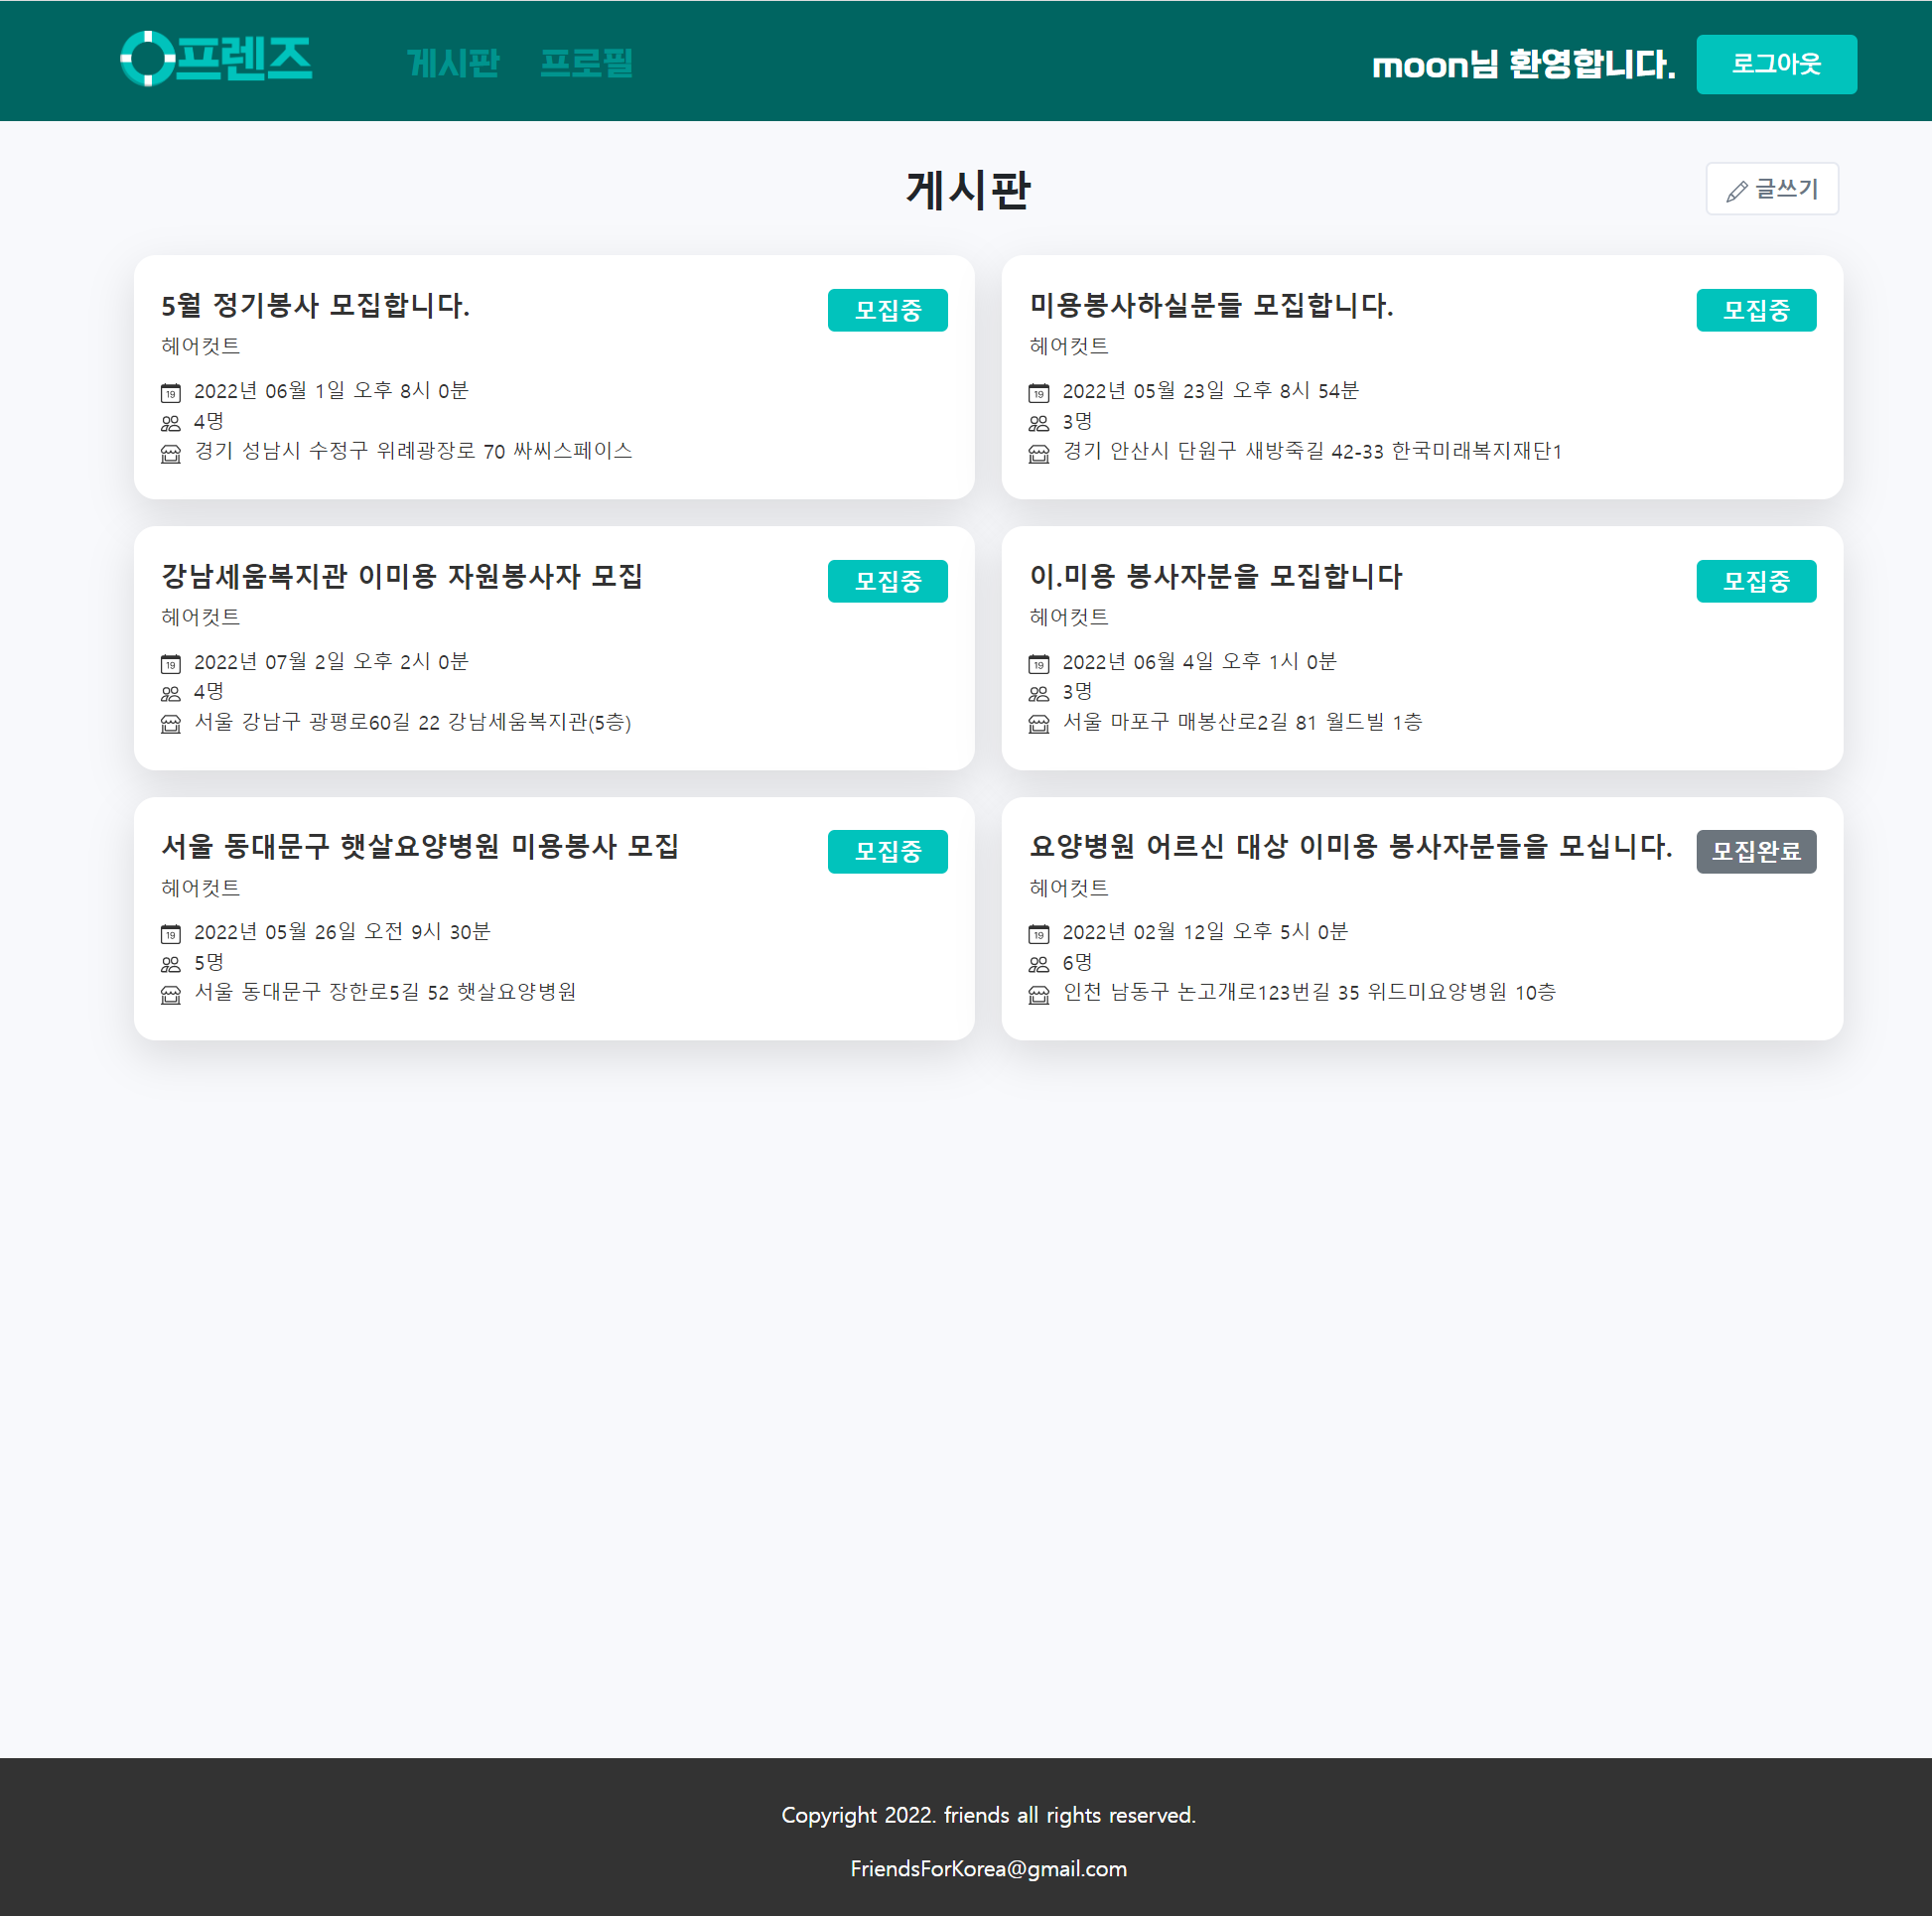 프렌즈
게시판 프로필
moon님 환영합니다. 로그아웃
게시판
글쓰기
5월 정기봉사 모집합니다.
모집중
헤어컷트
2022년 06월 1일 오후 8시 0분
4명
경기 성남시 수정구 위례광장로 70 싸씨스페이스
미용봉사하실분들 모집합니다.
모집중
헤어컷트
2022년 05월 23일 오후 8시 54분
3명
경기 안산시 단원구 새방죽길 42-33 한국미래복지재단1
강남세움복지관 이미용 자원봉사자 모집
모집중
헤어컷트
2022년 07월 2일 오후 2시 0분
4명
서울 강남구 광평로60길 22 강남세움복지관(5층)
이.미용 봉사자분을 모집합니다
모집중
헤어컷트
2022년 06월 4일 오후 1시 0분
3명
서울 마포구 매봉산로2길 81 월드빌 1층
서울 동대문구 햇살요양병원 미용봉사 모집
모집중
헤어컷트
2022년 05월 26일 오전 9시 30분
5명
서울 동대문구 장한로5길 52 햇살요양병원
요양병원 어르신 대상 이미용 봉사자분들을 모십니다.
모집완료
헤어컷트
2022년 02월 12일 오후 5시 0분
6명
인천 남동구 논고개로123번길 35 위드미요양병원 10층
Copyright 2022. friends all rights reserved.
FriendsForKorea@gmail.com